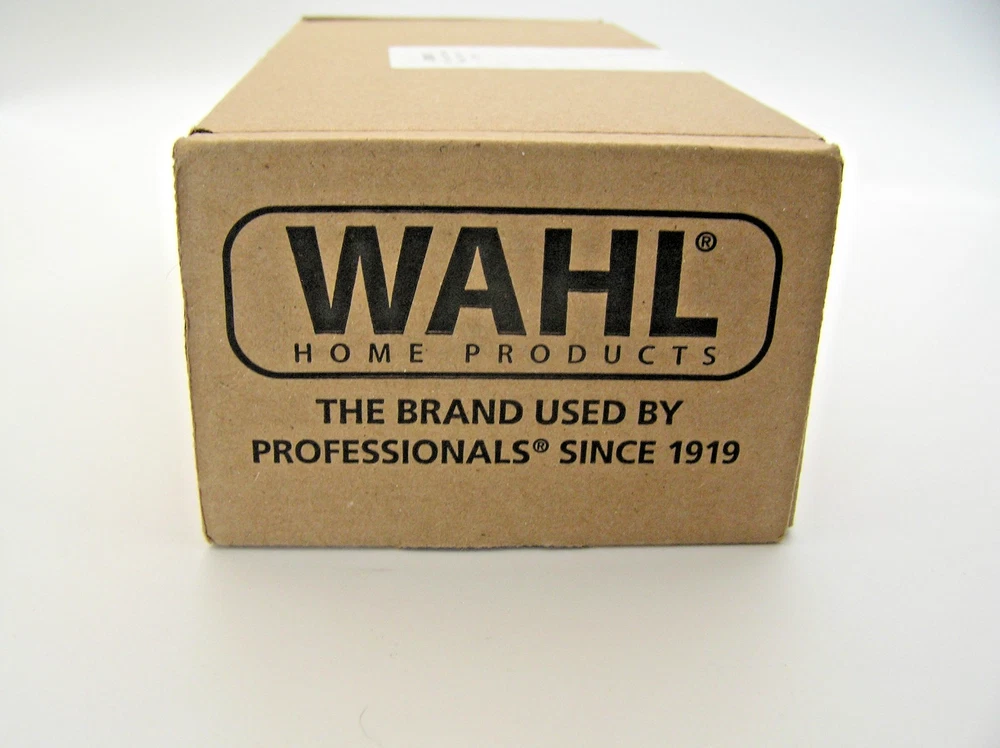 WAHL®
HOME PRODUCTS
THE BRAND USED BY
PROFESSIONALS® SINCE 1919